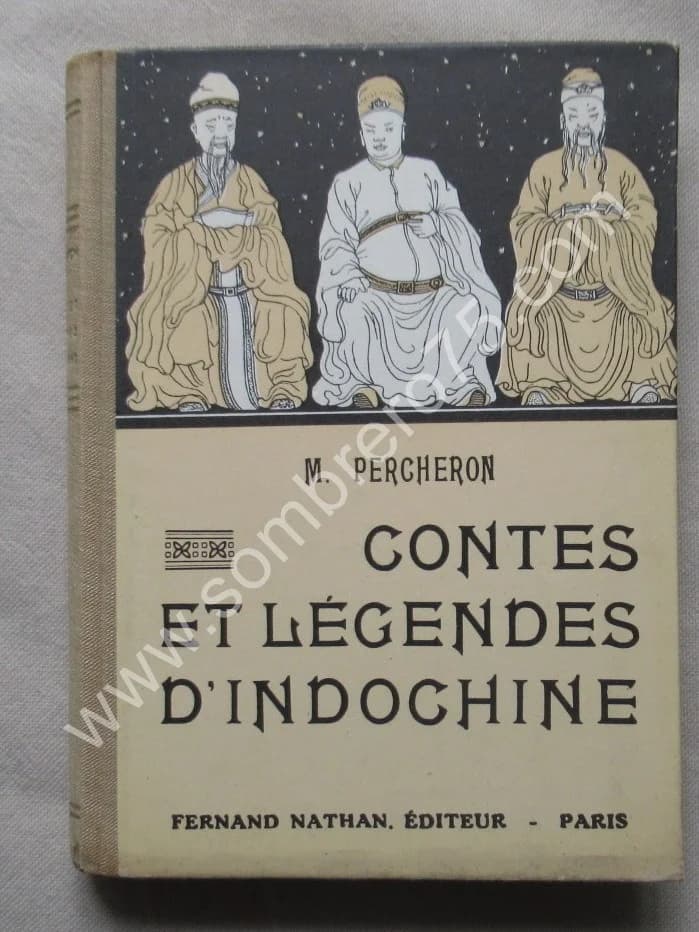 M. PERCHERON
CONTES
ET LÉGENDES
D'INDOCHINE
FERNAND NATHAN. ÉDITEUR - PARIS
www.sombrero75.com